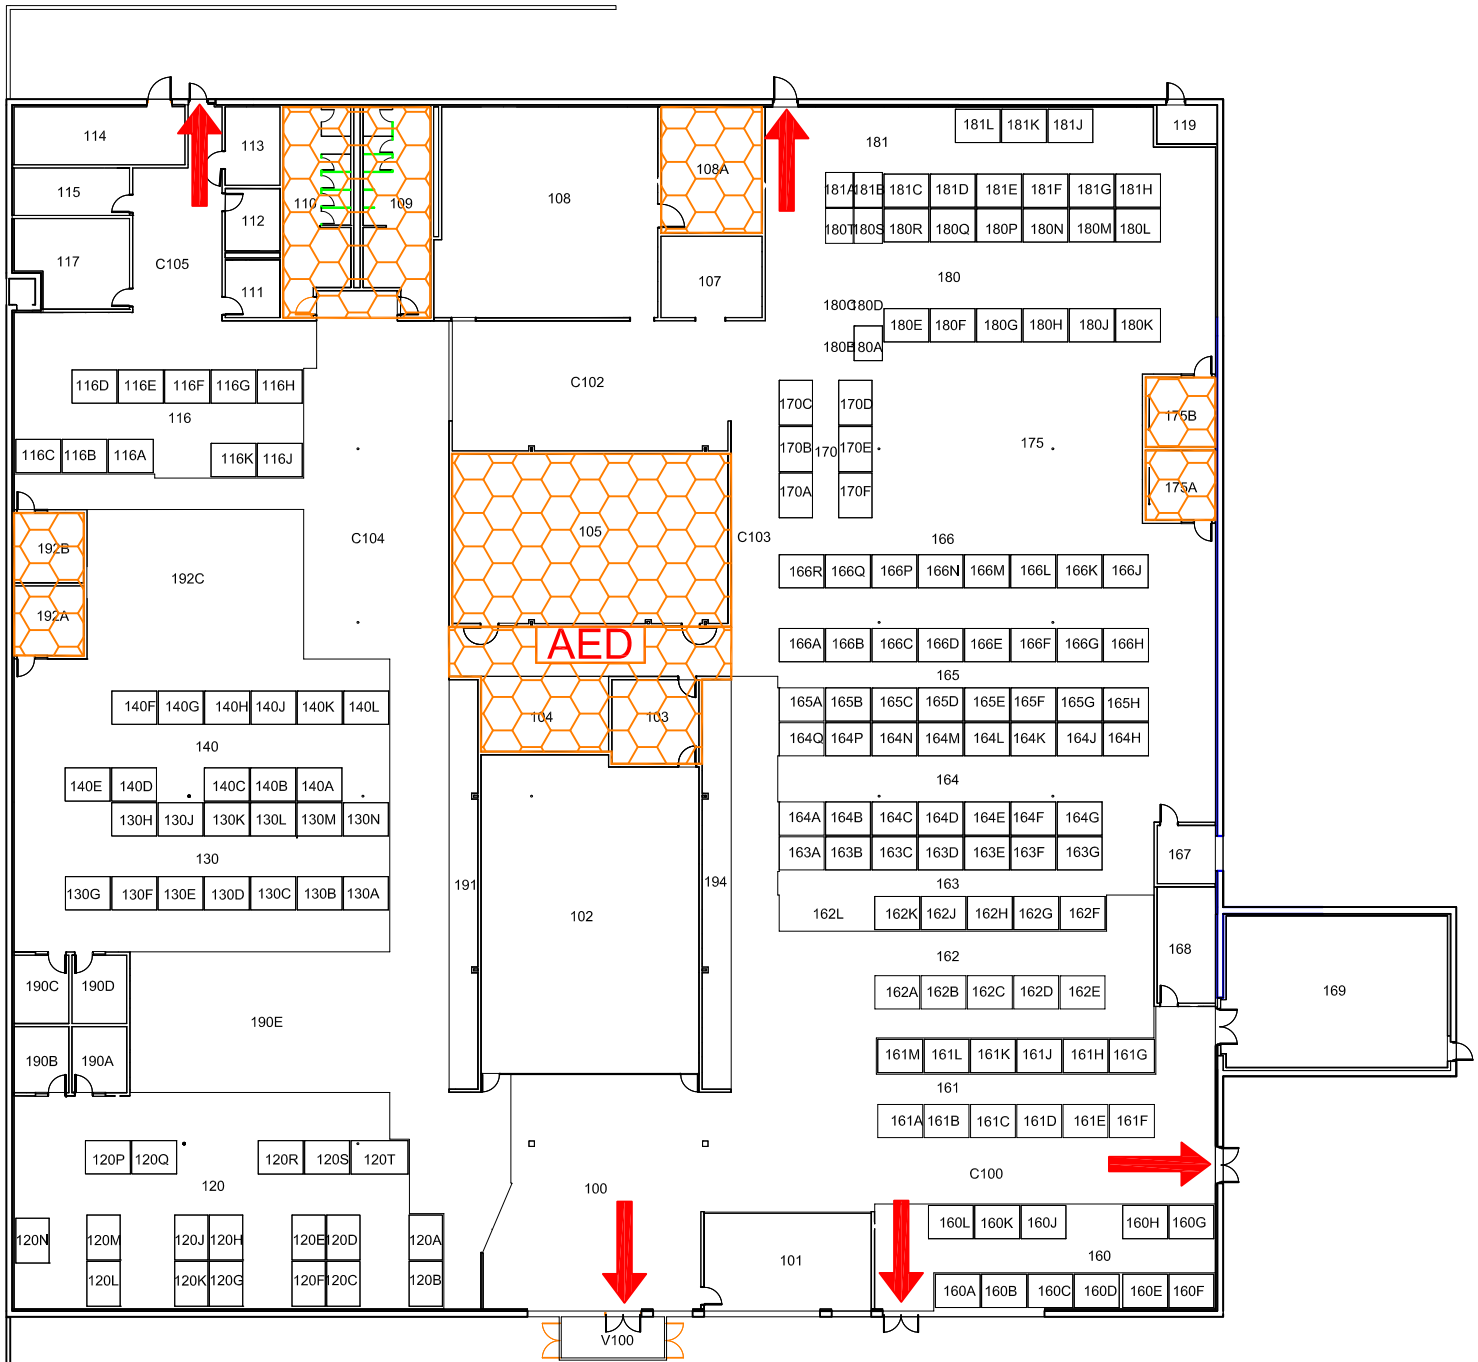 181L 181K 181J
119
114
113
181
115
110
109
108
108A
181A 181B 181C 181D 181E 181F 181G 181H
112
180T 180S 180R 180Q 180P 180N 180M 180L
117
C105
111
107
180
180C 180D
180E 180F 180G 180H 180J 180K
180B 180A
116D 116E 116F 116G 116H
C102
170C 170D
116
175B
116C 116B 116A
116K 116J
170B 170 170E
175
170A 170F
175A
192B
C104
105
C103
166
192C
166R 166Q 166P 166N 166M 166L 166K 166J
192A
AED
166A 166B 166C 166D 166E 166F 166G 166H
165
140F 140G 140H 140J 140K 140L
165A 165B 165C 165D 165E 165F 165G 165H
104
103
140
164Q 164P 164N 164M 164L 164K 164J 164H
140E 140D 140C 140B 140A
164
130H 130J 130K 130L 130M 130N
164A 164B 164C 164D 164E 164F 164G
130
163A 163B 163C 163D 163E 163F 163G
167
130G 130F 130E 130D 130C 130B 130A
191
194
163
102
162L 162K 162J 162H 162G 162F
168
162
190C 190D
162A 162B 162C 162D 162E
169
190E
190B 190A
161M 161L 161K 161J 161H 161G
161
161A 161B 161C 161D 161E 161F
120P 120Q 120R 120S 120T
C100
120
100
160L 160K 160J 160H 160G
120N 120M 120J 120H 120E 120D 120A
160
101
120L 120K 120G 120F 120C 120B
160A 160B 160C 160D 160E 160F
V100